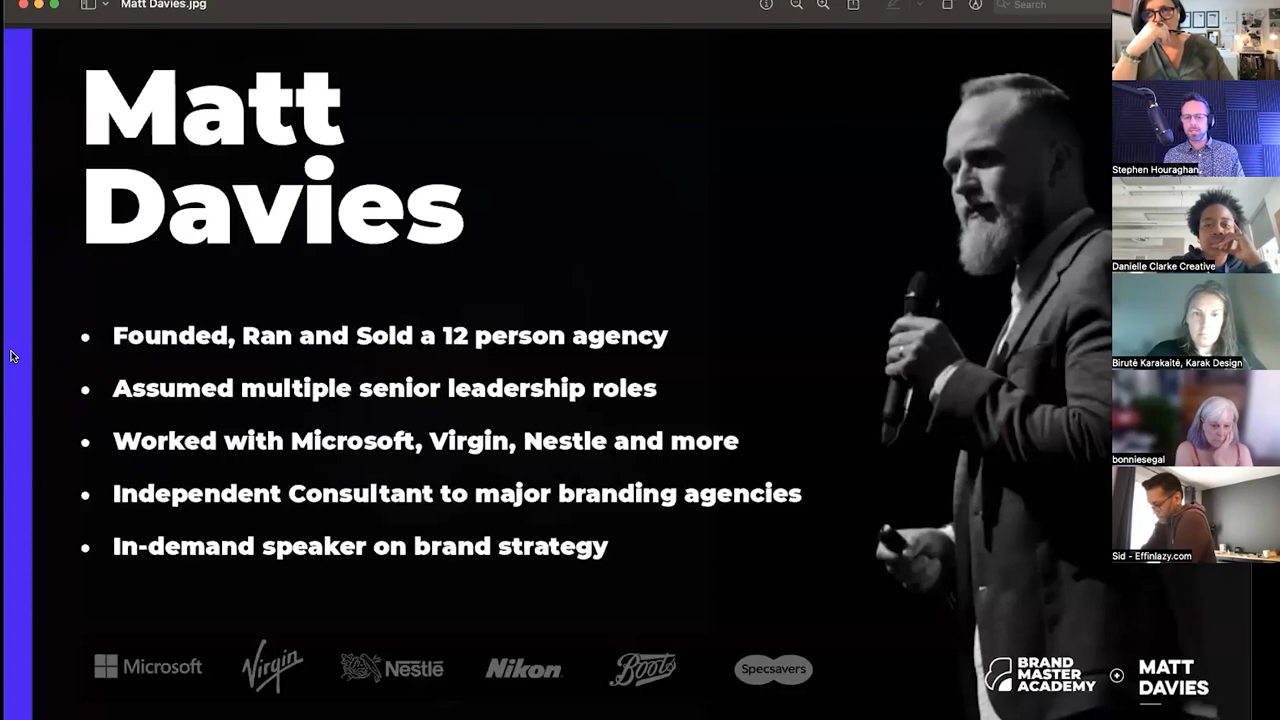 Matt Davies.jpg
Search
Matt
Davies
• Founded, Ran and Sold a 12 person agency
• Assumed multiple senior leadership roles
• Worked with Microsoft, Virgin, Nestle and more
• Independent Consultant to major branding agencies
• In-demand speaker on brand strategy
Microsoft
Virgin
Nestlé
Nikon
Boots
Specsavers
BRAND
MASTER
ACADEMY
MATT
DAVIES
Stephen Houraghan
Danielle Clarke Creative
Birutė Karakaitė, Karak Design
bonniesegal
Sid - Effinlazy.com